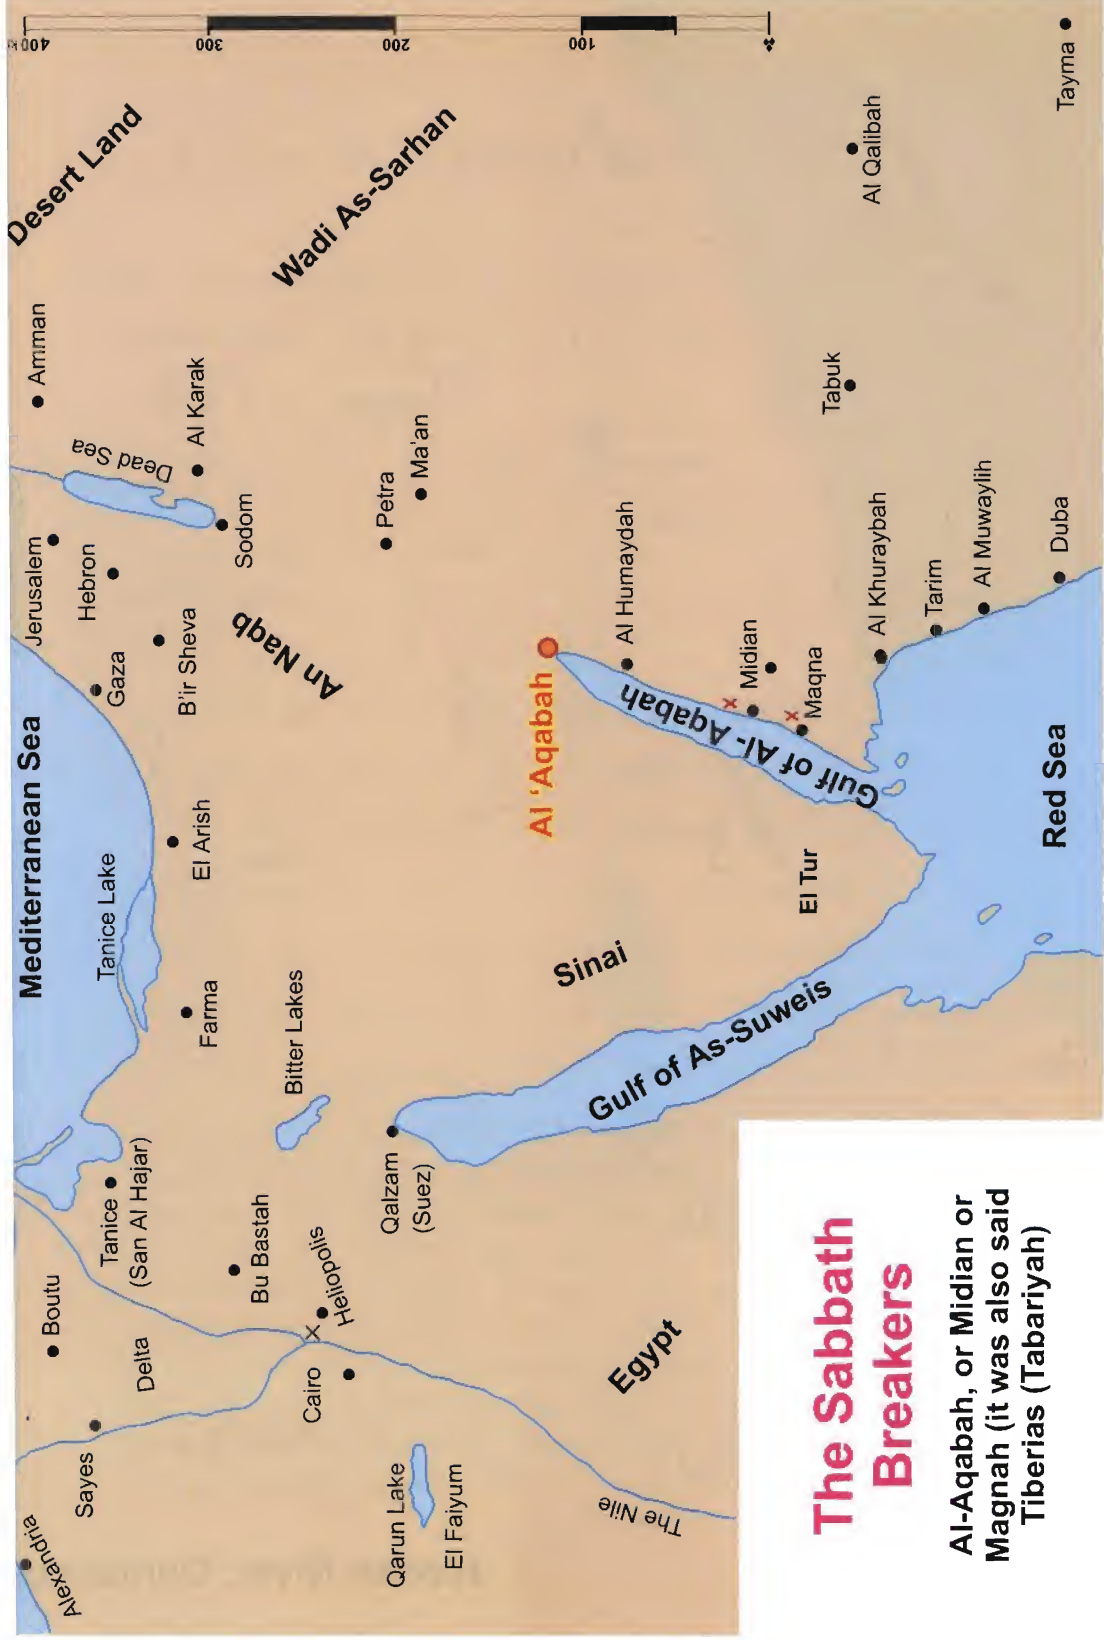 Alexandria
Sayes
Boutu
Tanice
(San Al Hajar)
Delta
Mediterranean Sea
Tanice Lake
Jerusalem
Hebron
Gaza
B'ir Sheva
Dead Sea
Amman
Al Karak
Sodom
Desert Land
400
300
200
100
El Arish
Farma
Bitter Lakes
Bu Bastah
Heliopolis
Cairo
An Naqb
Wadi As-Sarhan
Qalzam
(Suez)
Petra
Ma'an
Qarun Lake
El Faiyum
The Nile
Egypt
Sinai
Al 'Aqabah
Al Humaydah
Gulf of As-Suweis
Gulf of Al- Aqabah
Midian
Maqna
El Tur
Tabuk
Al Qalibah
Al Khuraybah
Tarim
Al Muwaylih
Duba
Tayma
Red Sea
The Sabbath
Breakers
Al-Aqabah, or Midian or
Magnah (it was also said
Tiberias (Tabariyah)